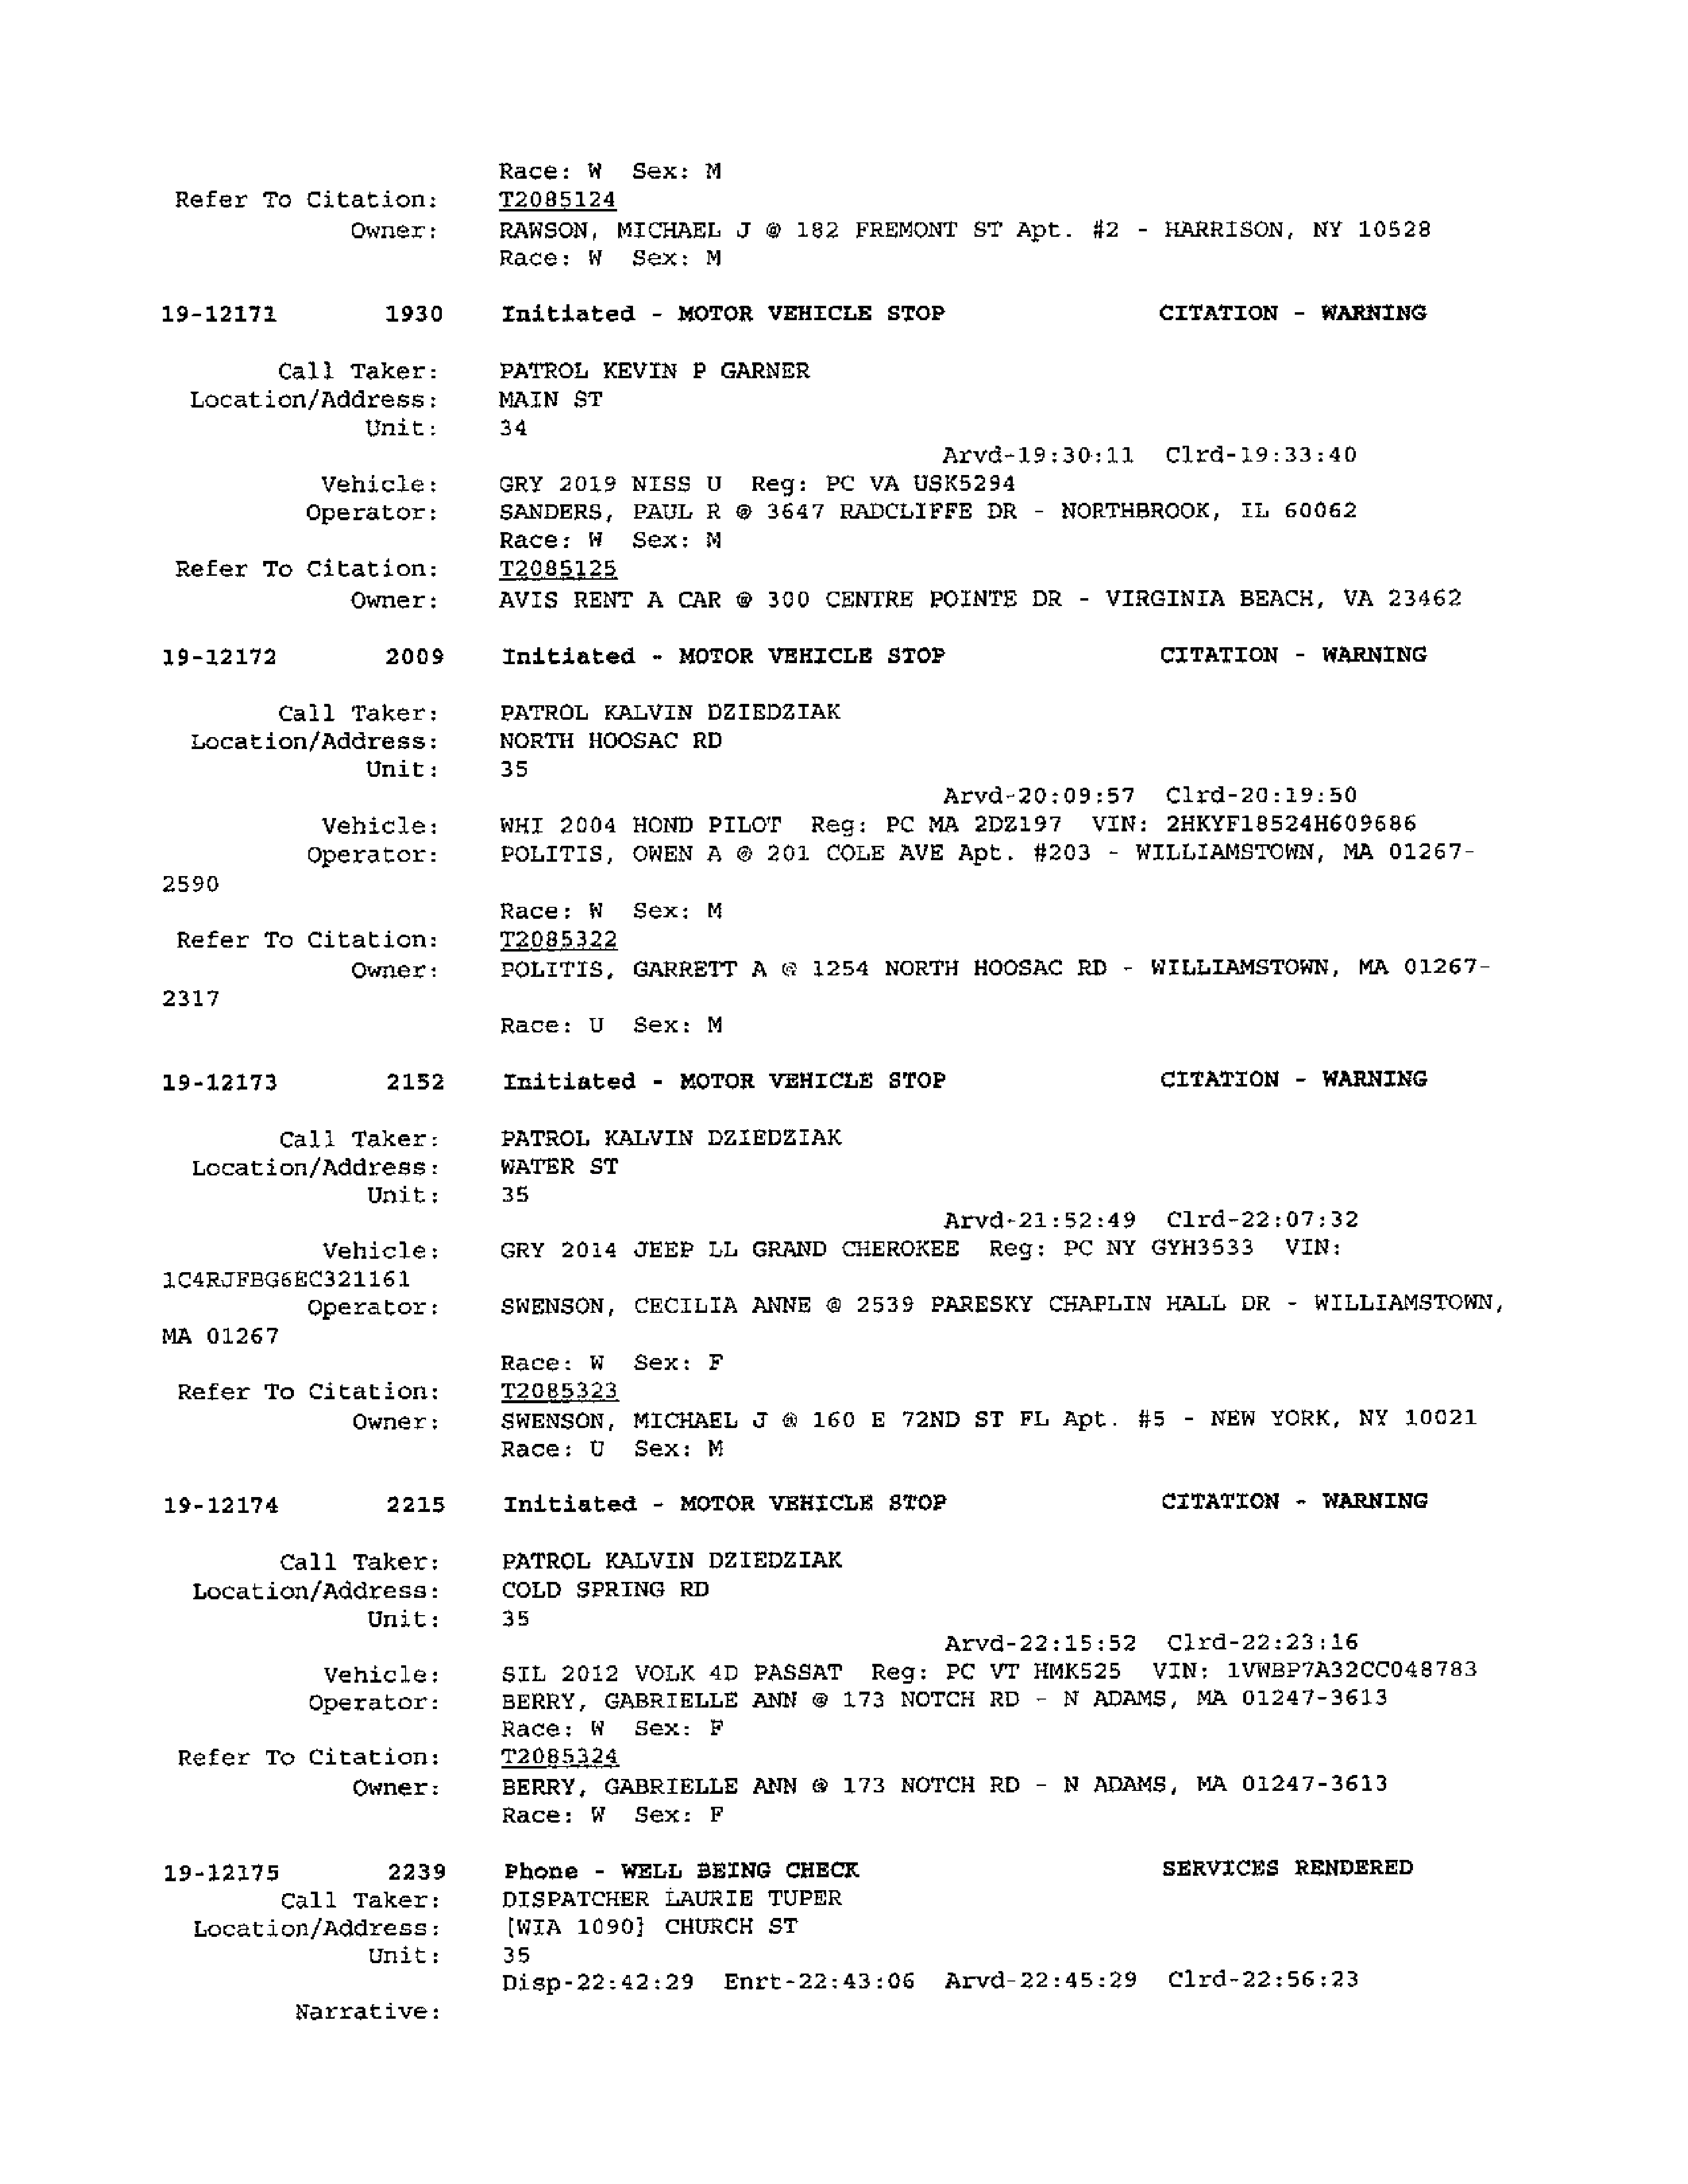 Race: W Sex: M
Refer To Citation: T2085124
Owner: RAWSON, MICHAEL J @ 182 FREMONT ST Apt. #2 - HARRISON, NY 10528
Race: W Sex: M
19-12171 1930 Initiated - MOTOR VEHICLE STOP CITATION - WARNING
Call Taker: PATROL KEVIN P GARNER
Location/Address: MAIN ST
Unit: 34
Arvd-19:30:11 Clrd-19:33:40
Vehicle: GRY 2019 NISS U Reg: PC VA USK5294
Operator: SANDERS, PAUL R @ 3647 RADCLIFFE DR - NORTHBROOK, IL 60062
Race: W Sex: M
Refer To Citation: T2085125
Owner: AVIS RENT A CAR @ 300 CENTRE POINTE DR - VIRGINIA BEACH, VA 23462
19-12172 2009 Initiated - MOTOR VEHICLE STOP CITATION - WARNING
Call Taker: PATROL KALVIN DZIEDZIAK
Location/Address: NORTH HOOSAC RD
Unit: 35
Arvd-20:09:57 Clrd-20:19:50
Vehicle: WHI 2004 HOND PILOT Reg: PC MA 2DZ197 VIN: 2HKYF18524H609686
Operator: POLITIS, OWEN A @ 201 COLE AVE Apt. #203 - WILLIAMSTOWN, MA 01267-
2590
Race: W Sex: M
Refer To Citation: T2085322
Owner: POLITIS, GARRETT A @ 1254 NORTH HOOSAC RD - WILLIAMSTOWN, MA 01267-
2317
Race: U Sex: M
19-12173 2152 Initiated - MOTOR VEHICLE STOP CITATION - WARNING
Call Taker: PATROL KALVIN DZIEDZIAK
Location/Address: WATER ST
Unit: 35
Arvd-21:52:49 Clrd-22:07:32
Vehicle: GRY 2014 JEEP LL GRAND CHEROKEE Reg: PC NY GYH3533 VIN:
1C4RJFBG6EC321161
Operator: SWENSON, CECILIA ANNE @ 2539 PARESKY CHAPLIN HALL DR - WILLIAMSTOWN,
MA 01267
Race: W Sex: F
Refer To Citation: T2085323
Owner: SWENSON, MICHAEL J @ 160 E 72ND ST FL Apt. #5 - NEW YORK, NY 10021
Race: U Sex: M
19-12174 2215 Initiated - MOTOR VEHICLE STOP CITATION - WARNING
Call Taker: PATROL KALVIN DZIEDZIAK
Location/Address: COLD SPRING RD
Unit: 35
Arvd-22:15:52 Clrd-22:23:16
Vehicle: SIL 2012 VOLK 4D PASSAT Reg: PC VT HMK525 VIN: 1VWBP7A32CC048783
Operator: BERRY, GABRIELLE ANN @ 173 NOTCH RD - N ADAMS, MA 01247-3613
Race: W Sex: F
Refer To Citation: T2085324
Owner: BERRY, GABRIELLE ANN @ 173 NOTCH RD - N ADAMS, MA 01247-3613
Race: W Sex: F
19-12175 2239 Phone - WELL BEING CHECK SERVICES RENDERED
Call Taker: DISPATCHER LAURIE TUPER
Location/Address: [WIA 1090] CHURCH ST
Unit: 35
Disp-22:42:29 Enrt-22:43:06 Arvd-22:45:29 Clrd-22:56:23
Narrative: